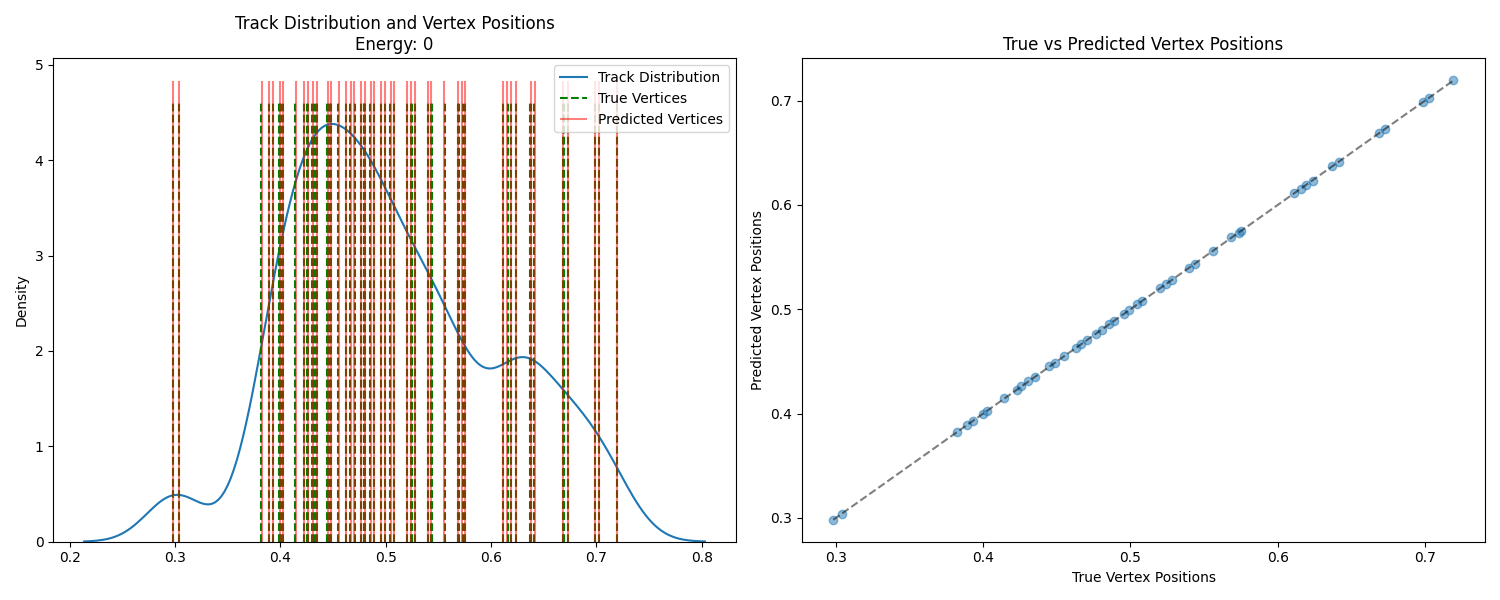 Track Distribution and Vertex Positions
Energy: 0
Track Distribution
True Vertices
Predicted Vertices
Density
5
4
3
2
1
0
0.2 0.3 0.4 0.5 0.6 0.7 0.8
True vs Predicted Vertex Positions
Predicted Vertex Positions
0.7
0.6
0.5
0.4
0.3
0.3 0.4 0.5 0.6 0.7
True Vertex Positions